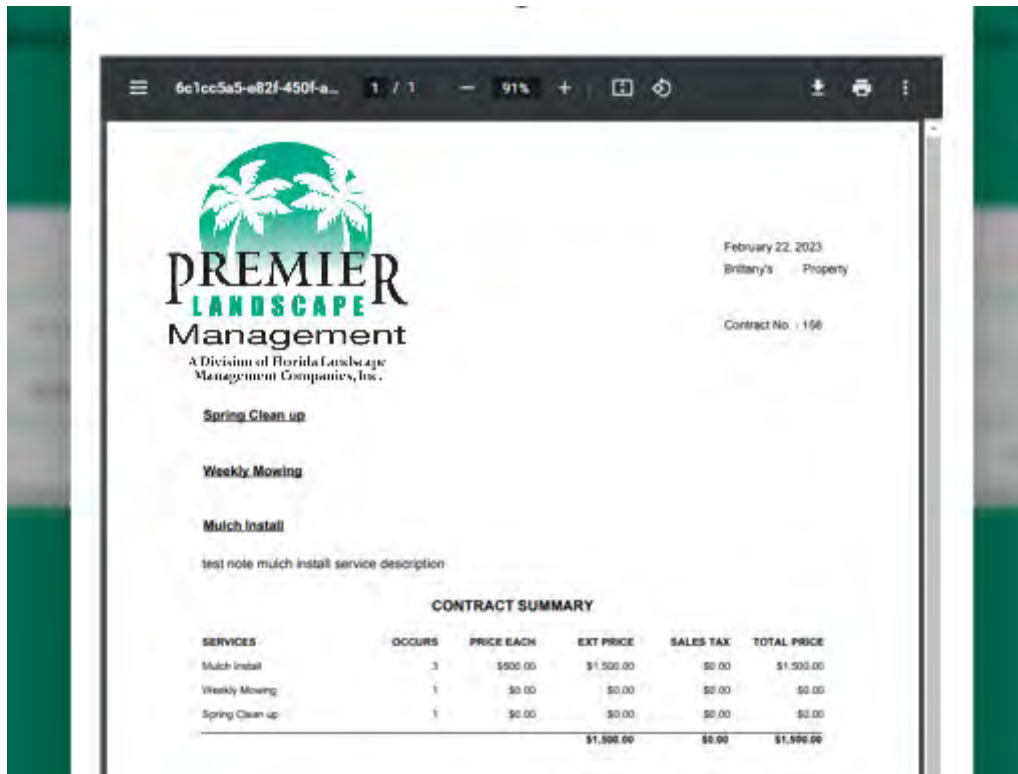 6c1cc5a5-e82f-450f-a... 1 / 1 — 91% +
PREMIER
LANDSCAPE
Management
A Division of Florida Landscape
Management Companies, Inc.
February 22, 2023
Brittany's Property
Contract No. : 156
Spring Clean up
Weekly Mowing
Mulch Install
test note mulch install service description
CONTRACT SUMMARY
SERVICES OCCURS PRICE EACH EXT PRICE SALES TAX TOTAL PRICE
Mulch Install 3 $500.00 $1,500.00 $0.00 $1,500.00
Weekly Mowing 1 $0.00 $0.00 $0.00 $0.00
Spring Clean up 1 $0.00 $0.00 $0.00 $0.00
$1,500.00 $0.00 $1,500.00